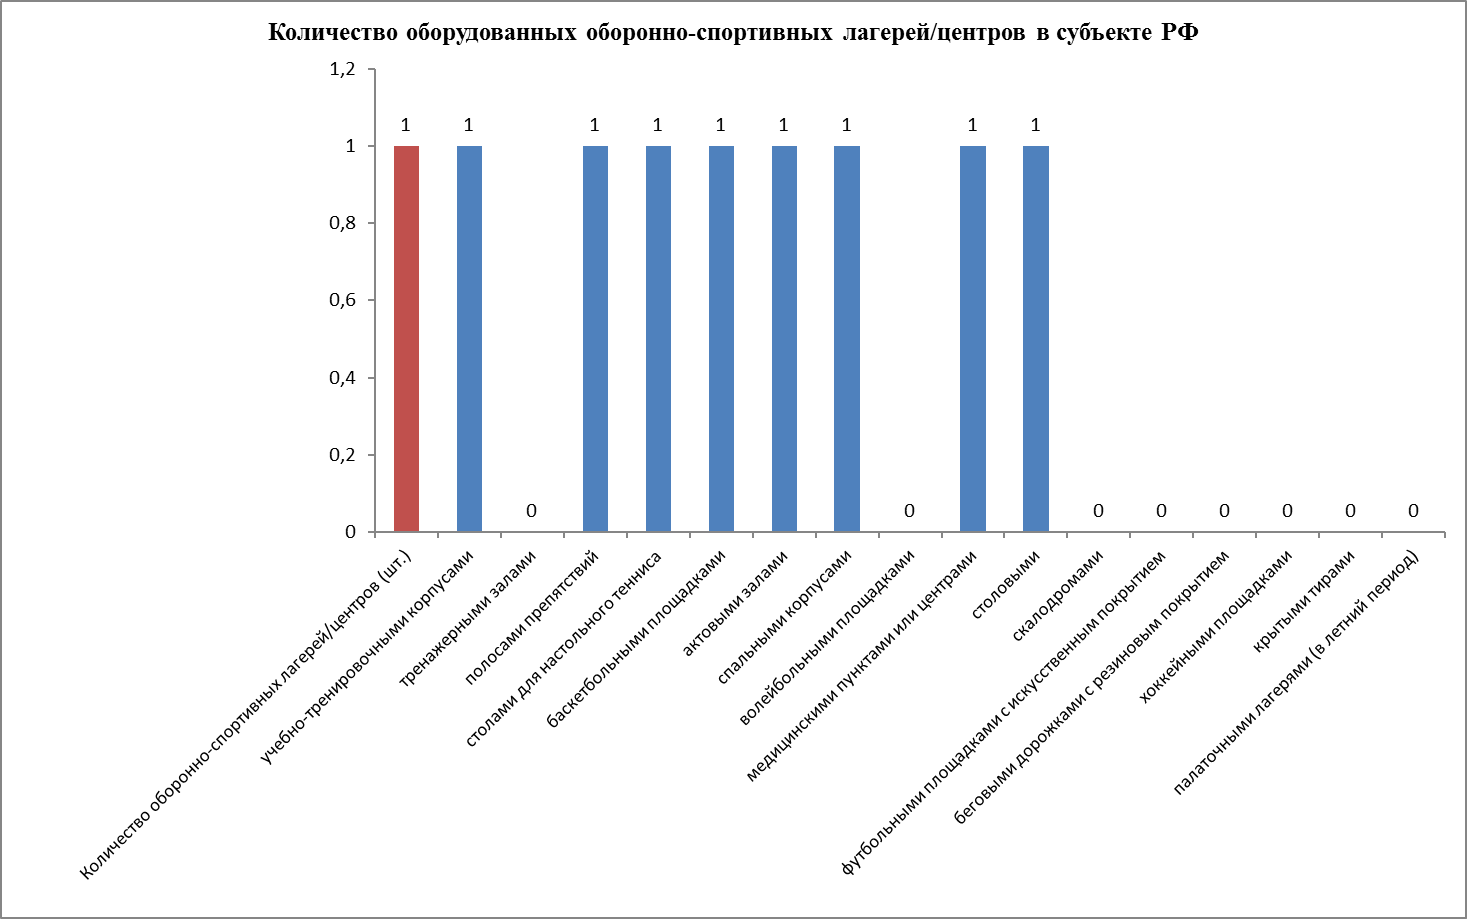 Количество оборудованных оборонно-спортивных лагерей/центров в субъекте РФ
1,2
1
0,8
0,6
0,4
0,2
0
1
1
0
1
1
1
1
1
0
1
1
0
0
0
0
0
0
Количество оборонно-спортивных лагерей/центров (шт.)
учебно-тренировочными корпусами
тренажерными залами
полосами препятствий
столами для настольного тенниса
баскетбольными площадками
актовыми залами
спальными корпусами
волейбольными площадками
медицинскими пунктами или центрами
столовыми
скалодромами
футбольными площадками с искусственным покрытием
беговыми дорожками с резиновым покрытием
хоккейными площадками
крытыми тирами
палаточными лагерями (в летний период)